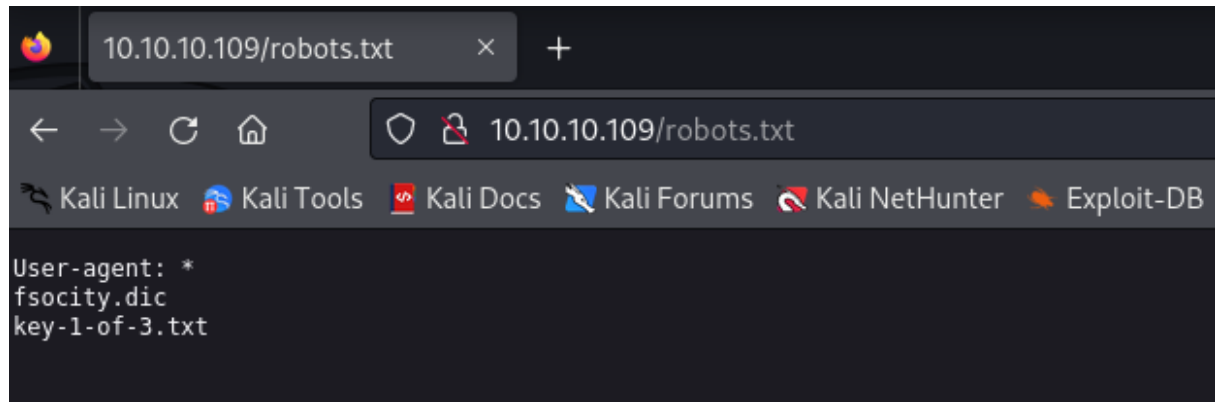 10.10.10.109/robots.txt
10.10.10.109/robots.txt
Kali Linux Kali Tools Kali Docs Kali Forums Kali NetHunter Exploit-DB
User-agent: *
fsocity.dic
key-1-of-3.txt